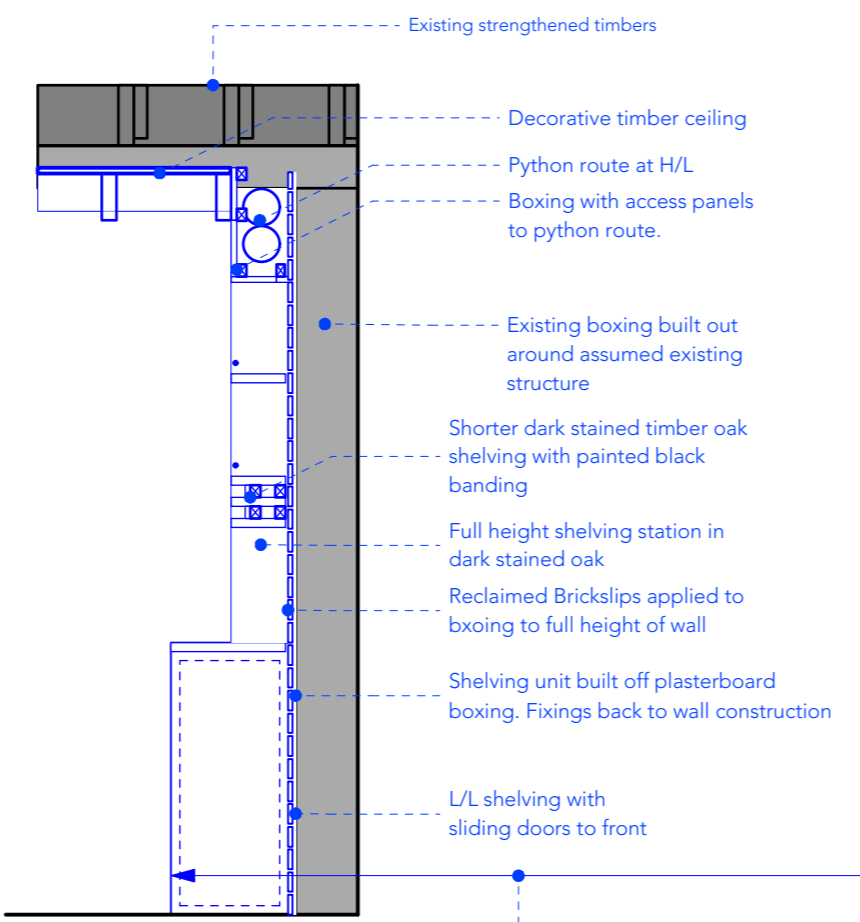 Existing strengthened timbers
Decorative timber ceiling
Python route at H/L
Boxing with access panels
to python route.
Existing boxing built out
around assumed existing
structure
Shorter dark stained timber oak
shelving with painted black
banding
Full height shelving station in
dark stained oak
Reclaimed Brickslips applied to
bxoing to full height of wall
Shelving unit built off plasterboard
boxing. Fixings back to wall construction
L/L shelving with
sliding doors to front